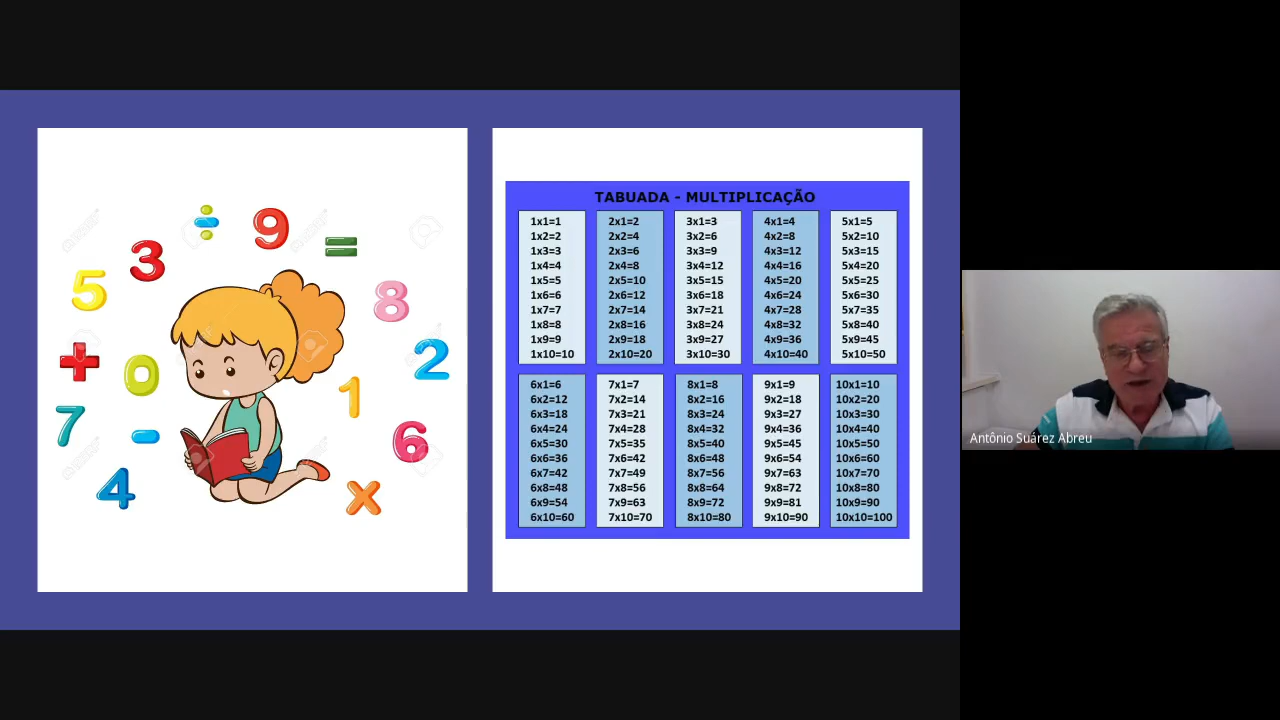 ÷ 9 =
3
5 8
+ 0 2
7 - 1 6
4 x
TABUADA - MULTIPLICAÇÃO
1x1=1
1x2=2
1x3=3
1x4=4
1x5=5
1x6=6
1x7=7
1x8=8
1x9=9
1x10=10
2x1=2
2x2=4
2x3=6
2x4=8
2x5=10
2x6=12
2x7=14
2x8=16
2x9=18
2x10=20
3x1=3
3x2=6
3x3=9
3x4=12
3x5=15
3x6=18
3x7=21
3x8=24
3x9=27
3x10=30
4x1=4
4x2=8
4x3=12
4x4=16
4x5=20
4x6=24
4x7=28
4x8=32
4x9=36
4x10=40
5x1=5
5x2=10
5x3=15
5x4=20
5x5=25
5x6=30
5x7=35
5x8=40
5x9=45
5x10=50
6x1=6
6x2=12
6x3=18
6x4=24
6x5=30
6x6=36
6x7=42
6x8=48
6x9=54
6x10=60
7x1=7
7x2=14
7x3=21
7x4=28
7x5=35
7x6=42
7x7=49
7x8=56
7x9=63
7x10=70
8x1=8
8x2=16
8x3=24
8x4=32
8x5=40
8x6=48
8x7=56
8x8=64
8x9=72
8x10=80
9x1=9
9x2=18
9x3=27
9x4=36
9x5=45
9x6=54
9x7=63
9x8=72
9x9=81
9x10=90
10x1=10
10x2=20
10x3=30
10x4=40
10x5=50
10x6=60
10x7=70
10x8=80
10x9=90
10x10=100
Antônio Suárez Abreu